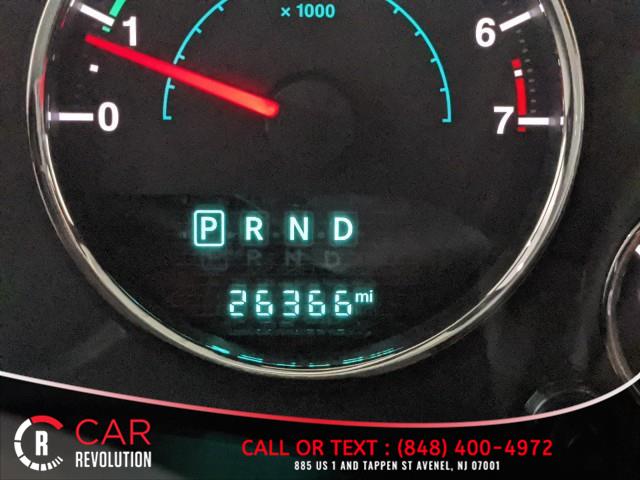 × 1000
1
6
0
7
P R N D
26366 mi
R
CAR
REVOLUTION
CALL OR TEXT : (848) 400-4972
885 US 1 AND TAPPEN ST AVENEL, NJ 07001